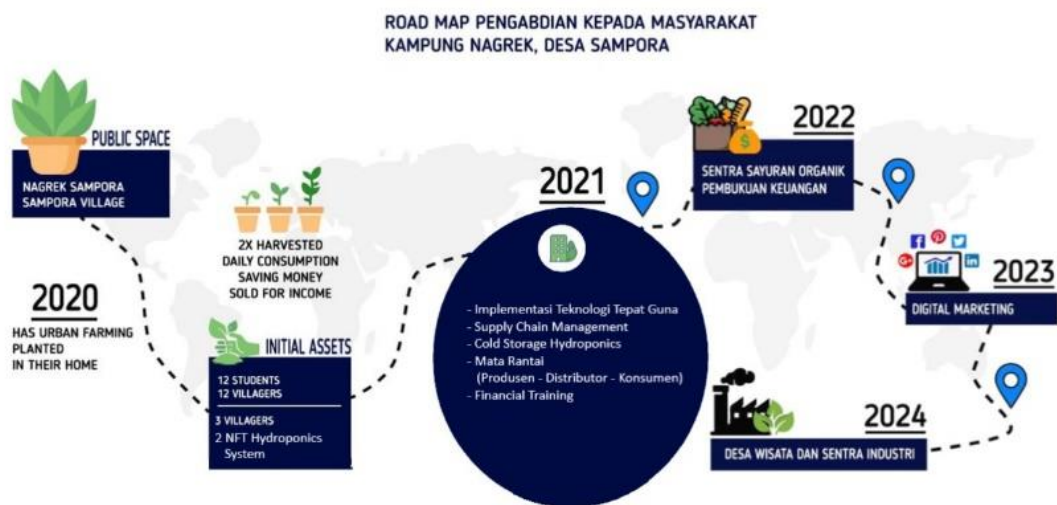 ROAD MAP PENGABDIAN KEPADA MASYARAKAT
KAMPUNG NAGREK, DESA SAMPORA
PUBLIC SPACE
NAGREK SAMPORA
SAMPORA VILLAGE
2020
HAS URBAN FARMING
PLANTED
IN THEIR HOME
2X HARVESTED
DAILY CONSUMPTION
SAVING MONEY
SOLD FOR INCOME
INITIAL ASSETS
12 STUDENTS
12 VILLAGERS
3 VILLAGERS
2 NFT Hydroponics
System
2021
- Implementasi Teknologi Tepat Guna
- Supply Chain Management
- Cold Storage Hydroponics
- Mata Rantai
(Produsen - Distributor - Konsumen)
- Financial Training
2022
SENTRA SAYURAN ORGANIK
PEMBUKUAN KEUANGAN
2023
DIGITAL MARKETING
2024
DESA WISATA DAN SENTRA INDUSTRI